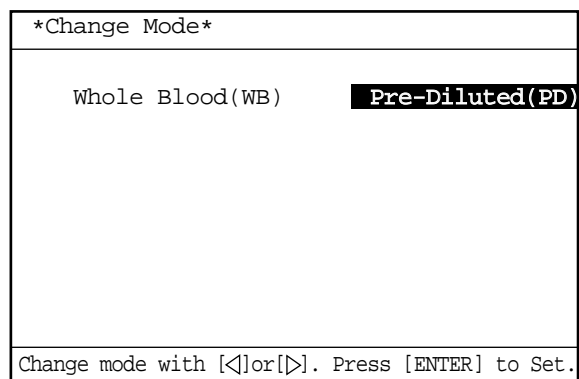 *Change Mode*
Whole Blood(WB) Pre-Diluted(PD)
Change mode with [◁]or[▷]. Press [ENTER] to Set.